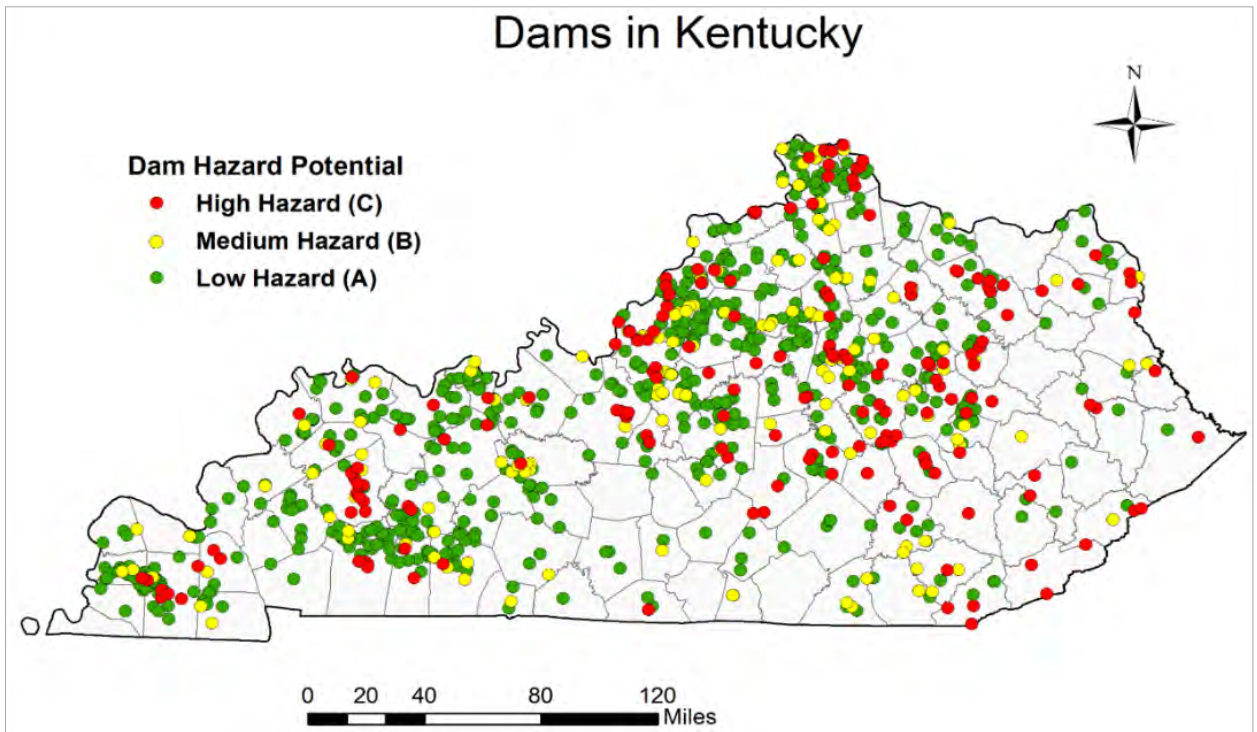 Dams in Kentucky
N
Dam Hazard Potential
High Hazard (C)
Medium Hazard (B)
Low Hazard (A)
0 20 40 80 120
Miles